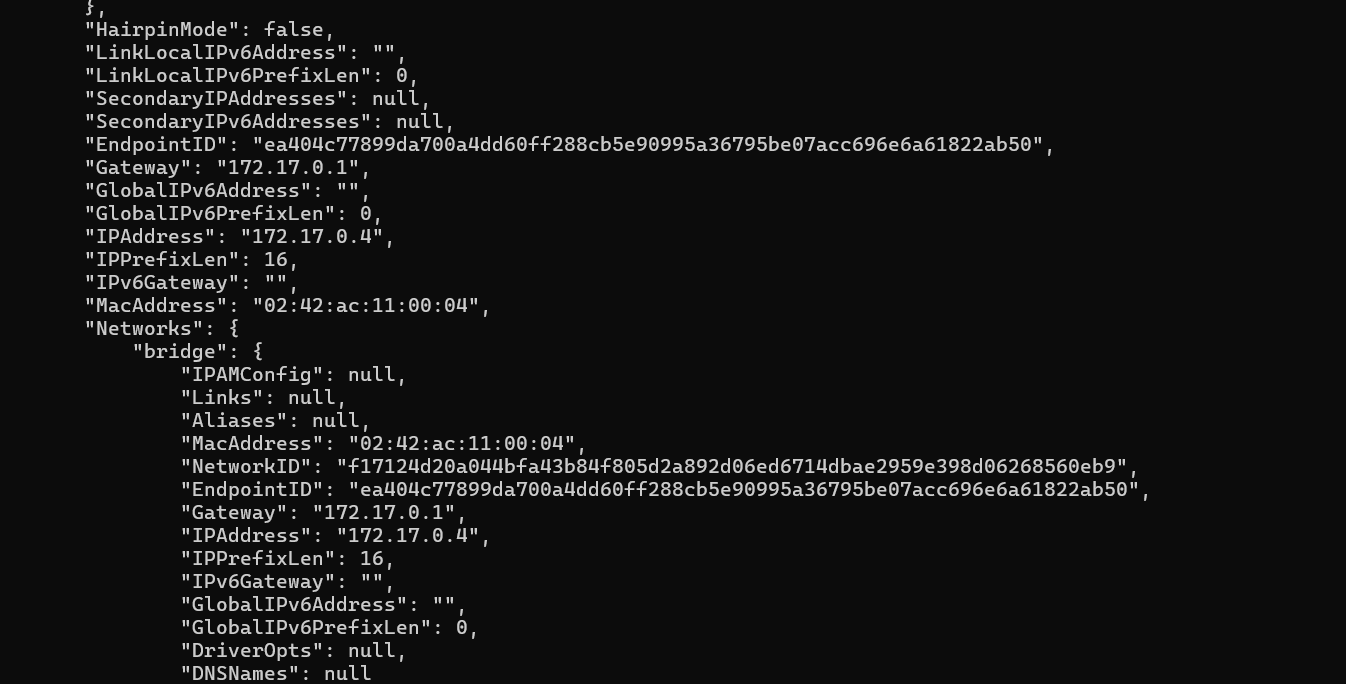 },
"HairpinMode": false,
"LinkLocalIPv6Address": "",
"LinkLocalIPv6PrefixLen": 0,
"SecondaryIPAddresses": null,
"SecondaryIPv6Addresses": null,
"EndpointID": "ea404c77899da700a4dd60ff288cb5e90995a36795be07acc696e6a61822ab50",
"Gateway": "172.17.0.1",
"GlobalIPv6Address": "",
"GlobalIPv6PrefixLen": 0,
"IPAddress": "172.17.0.4",
"IPPrefixLen": 16,
"IPv6Gateway": "",
"MacAddress": "02:42:ac:11:00:04",
"Networks": {
"bridge": {
"IPAMConfig": null,
"Links": null,
"Aliases": null,
"MacAddress": "02:42:ac:11:00:04",
"NetworkID": "f17124d20a044bfa43b84f805d2a892d06ed6714dbae2959e398d06268560eb9",
"EndpointID": "ea404c77899da700a4dd60ff288cb5e90995a36795be07acc696e6a61822ab50",
"Gateway": "172.17.0.1",
"IPAddress": "172.17.0.4",
"IPPrefixLen": 16,
"IPv6Gateway": "",
"GlobalIPv6Address": "",
"GlobalIPv6PrefixLen": 0,
"DriverOpts": null,
"DNSNames": null